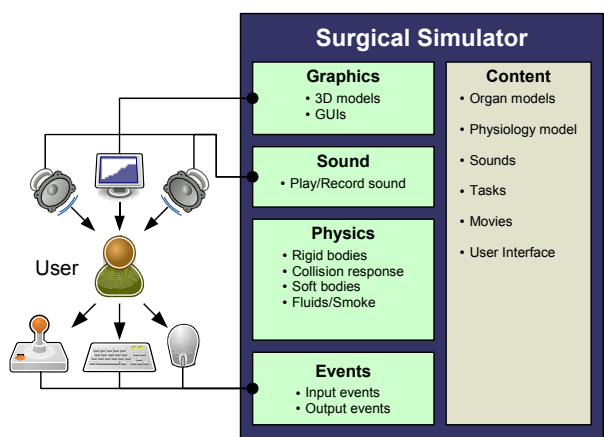 Surgical Simulator
Graphics
• 3D models
• GUIs
Sound
• Play/Record sound
Physics
• Rigid bodies
• Collision response
• Soft bodies
• Fluids/Smoke
Events
• Input events
• Output events
Content
• Organ models
• Physiology model
• Sounds
• Tasks
• Movies
• User Interface
User